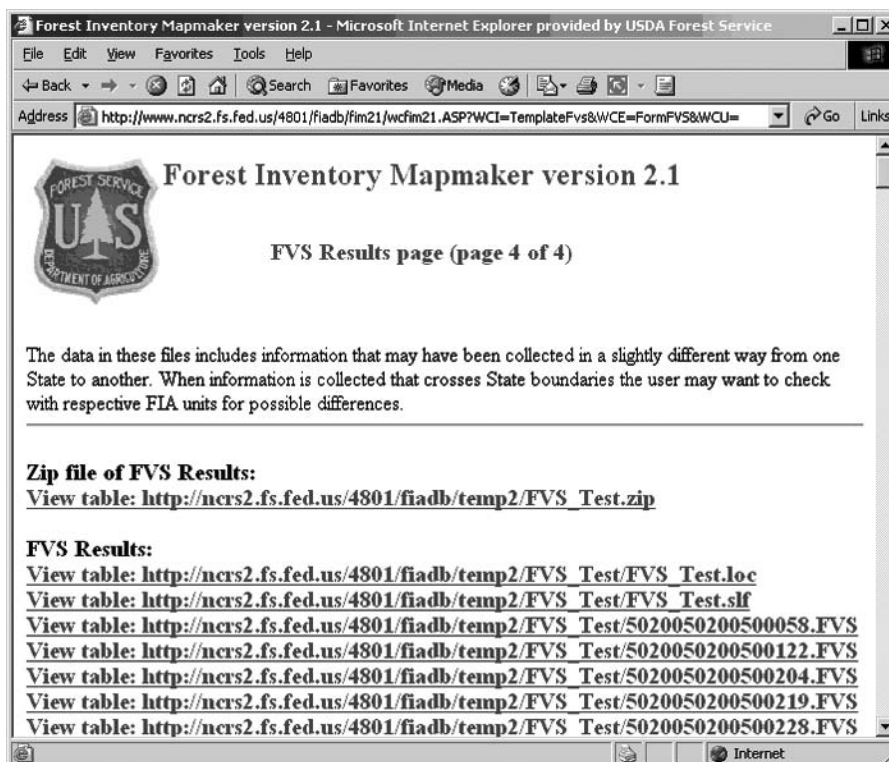 Forest Inventory Mapmaker version 2.1 - Microsoft Internet Explorer provided by USDA Forest Service
File Edit View Favorites Tools Help
Back Search Favorites Media
Address http://www.ncrs2.fs.fed.us/4801/fiadb/fim21/wcfim21.ASP?WCI=TemplateFvs&WCE=FormFVS&WCU= Go Links
FOREST SERVICE
US
DEPARTMENT OF AGRICULTURE
Forest Inventory Mapmaker version 2.1
FVS Results page (page 4 of 4)
The data in these files includes information that may have been collected in a slightly different way from one
State to another. When information is collected that crosses State boundaries the user may want to check
with respective FIA units for possible differences.
Zip file of FVS Results:
View table: http://ncrs2.fs.fed.us/4801/fiadb/temp2/FVS_Test.zip
FVS Results:
View table: http://ncrs2.fs.fed.us/4801/fiadb/temp2/FVS_Test/FVS_Test.loc
View table: http://ncrs2.fs.fed.us/4801/fiadb/temp2/FVS_Test/FVS_Test.slf
View table: http://ncrs2.fs.fed.us/4801/fiadb/temp2/FVS_Test/5020050200500058.FVS
View table: http://ncrs2.fs.fed.us/4801/fiadb/temp2/FVS_Test/5020050200500122.FVS
View table: http://ncrs2.fs.fed.us/4801/fiadb/temp2/FVS_Test/5020050200500204.FVS
View table: http://ncrs2.fs.fed.us/4801/fiadb/temp2/FVS_Test/5020050200500219.FVS
View table: http://ncrs2.fs.fed.us/4801/fiadb/temp2/FVS_Test/5020050200500228.FVS
Internet